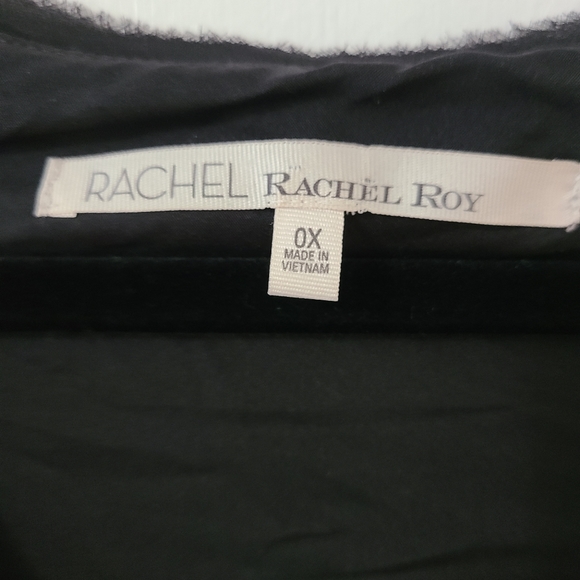 RACHEL RACHEL ROY
0X
MADE IN
VIETNAM